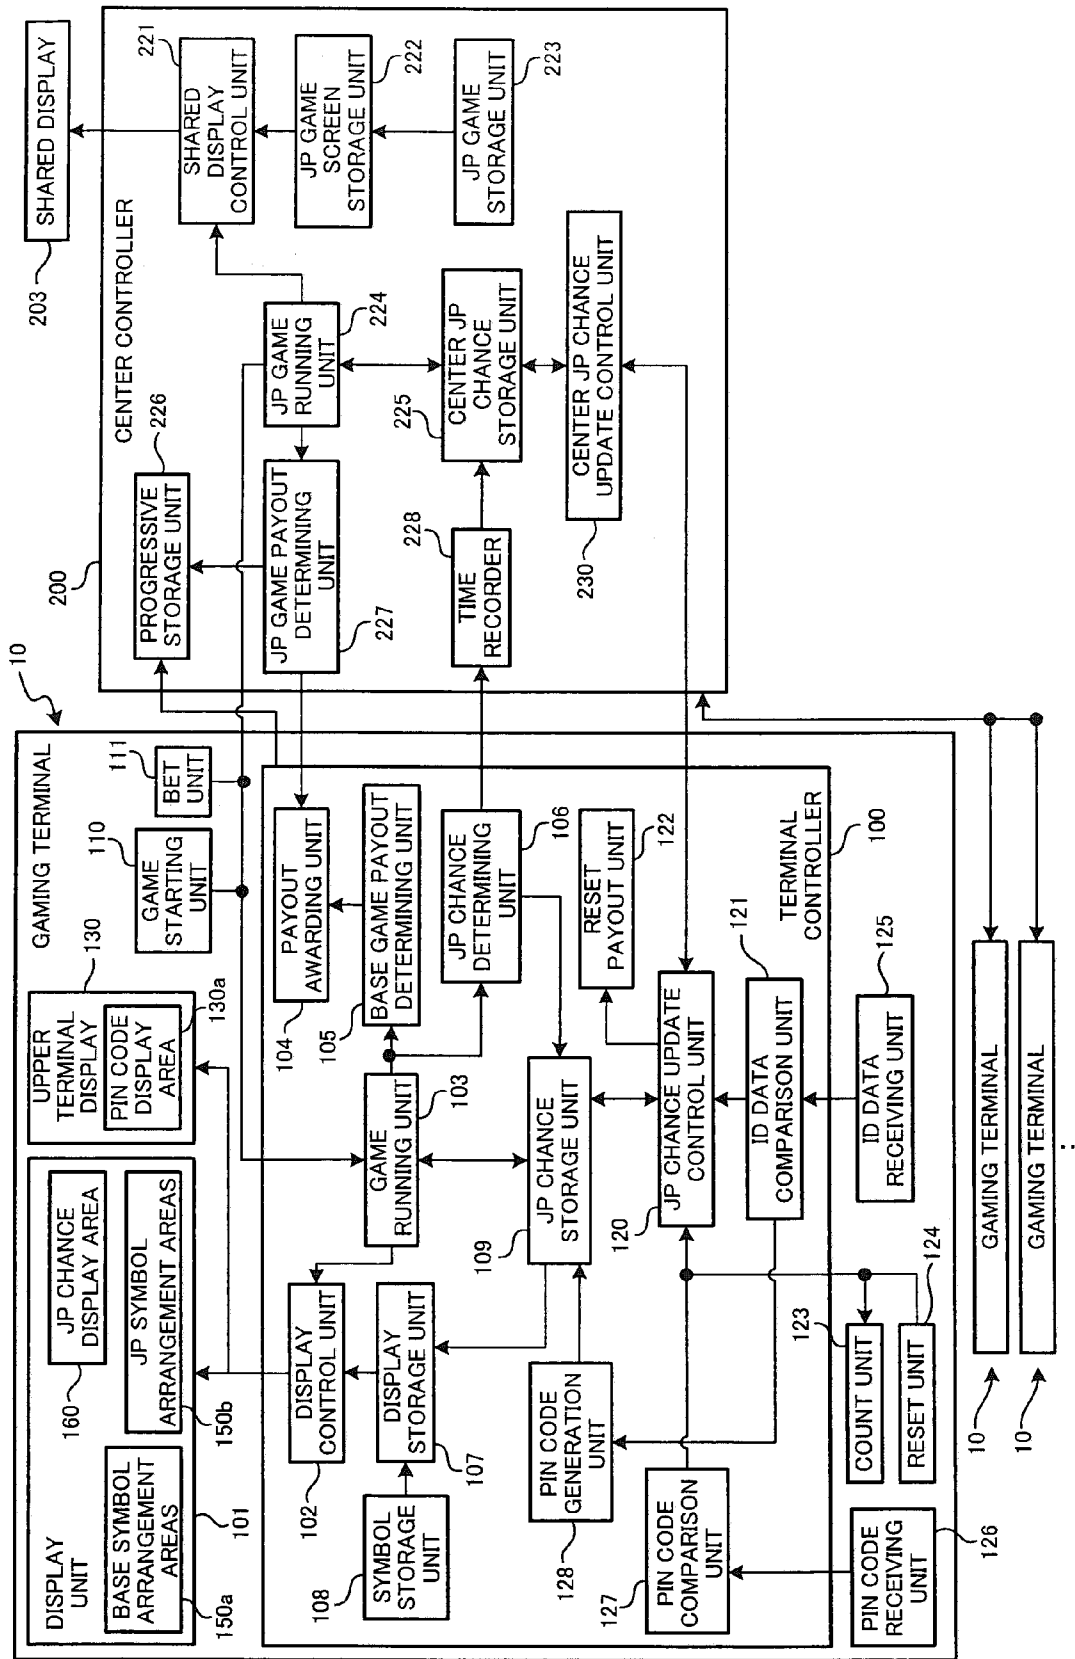 GAMING TERMINAL
10
DISPLAY
UNIT
BASE SYMBOL
ARRANGEMENT
AREAS
150a
101
JP CHANCE
DISPLAY AREA
160
JP SYMBOL
ARRANGEMENT AREAS
150b
UPPER
TERMINAL
DISPLAY
130
PIN CODE
DISPLAY
AREA
130a
GAME
STARTING
UNIT
110
BET
UNIT
111
DISPLAY
CONTROL UNIT
102
GAME
RUNNING UNIT
103
PAYOUT
AWARDING UNIT
104
BASE GAME PAYOUT
DETERMINING UNIT
105
JP CHANCE
DETERMINING
UNIT
106
SYMBOL
STORAGE
UNIT
108
DISPLAY
STORAGE UNIT
107
JP CHANCE
STORAGE UNIT
109
RESET
PAYOUT UNIT
122
PIN CODE
GENERATION
UNIT
128
JP CHANCE UPDATE
CONTROL UNIT
120
ID DATA
COMPARISON UNIT
121
TERMINAL
CONTROLLER
100
PIN CODE
COMPARISON
UNIT
127
PIN CODE
RECEIVING
UNIT
126
COUNT UNIT
123
RESET UNIT
124
ID DATA
RECEIVING UNIT
125
10
GAMING TERMINAL
10
GAMING TERMINAL
:
200
CENTER CONTROLLER
203
SHARED DISPLAY
PROGRESSIVE
STORAGE UNIT
226
JP GAME PAYOUT
DETERMINING
UNIT
227
JP GAME
RUNNING
UNIT
224
SHARED
DISPLAY
CONTROL UNIT
221
JP GAME
SCREEN
STORAGE UNIT
222
JP GAME
STORAGE UNIT
223
TIME
RECORDER
228
CENTER JP
CHANCE
STORAGE UNIT
225
CENTER JP CHANCE
UPDATE CONTROL UNIT
230